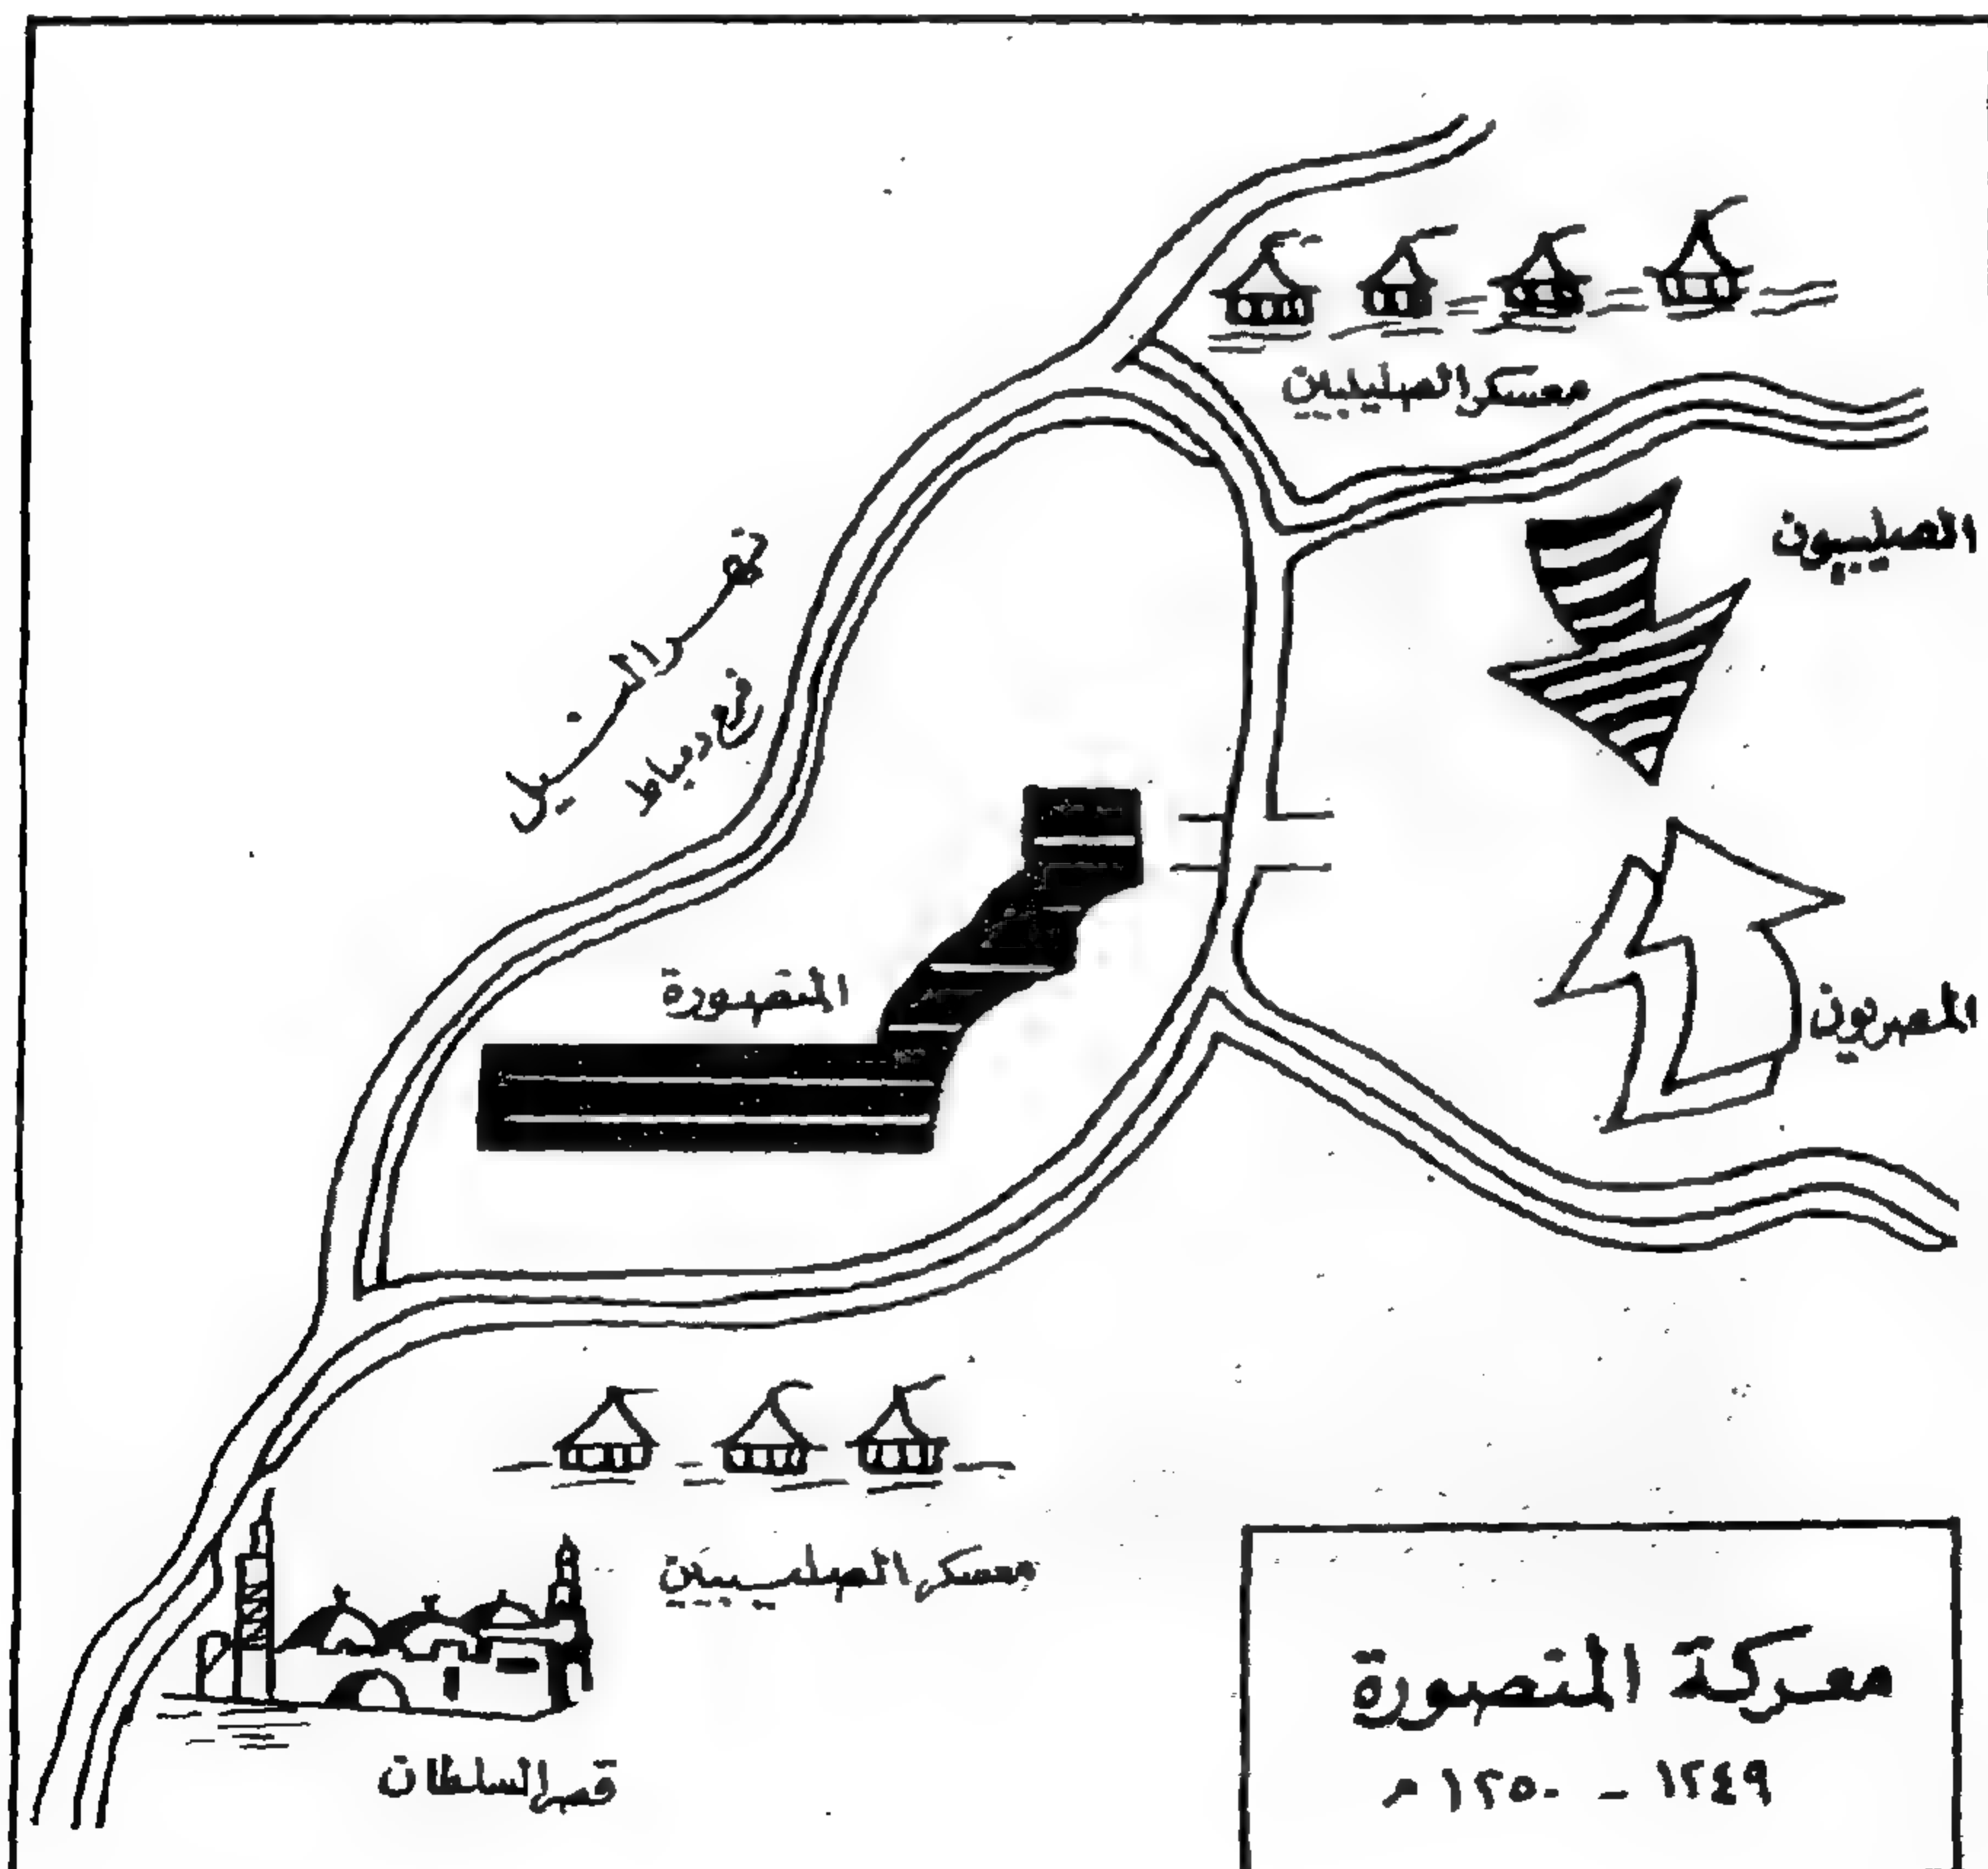 معسكر الصليبيين
الصليبيون
نهر النيل
فرع دمياط
المنصورة
المصريون
معسكر الصليبيين
قصر السلطان
معركة المنصورة
١٢٤٩ - ١٢٥٠ م